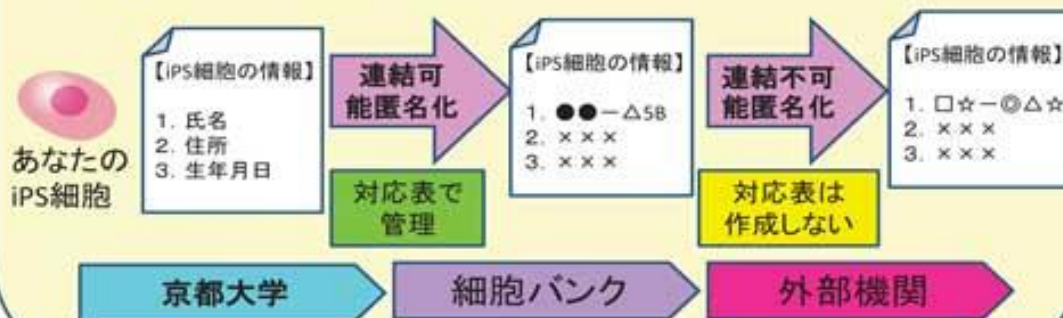 あなたの
iPS細胞
【iPS細胞の情報】
1. 氏名
2. 住所
3. 生年月日
連結可
能匿名化
対応表で
管理
【iPS細胞の情報】
1. ●●－△58
2. ×××
3. ×××
連結不可
能匿名化
対応表は
作成しない
【iPS細胞の情報】
1. □☆－◎△☆
2. ×××
3. ×××
京都大学
細胞バンク
外部機関